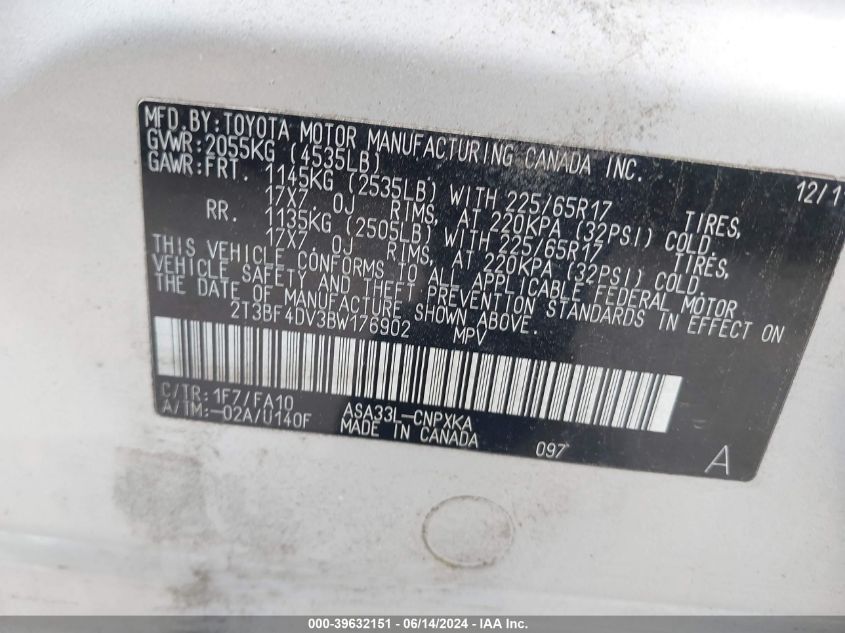 MFD.BY:TOYOTA MOTOR MANUFACTURING CANADA INC. 12/1
GVWR:2055KG (4535LB)
GAWR:FRT. 1145KG (2535LB) WITH 225/65R17 TIRES,
17X7.0J RIMS, AT 220KPA (32PSI) COLD.
RR. 1135KG (2505LB) WITH 225/65R17 TIRES,
17X7.0J RIMS, AT 220KPA (32PSI) COLD.
THIS VEHICLE CONFORMS TO ALL APPLICABLE FEDERAL MOTOR
VEHICLE SAFETY AND THEFT PREVENTION STANDARDS IN EFFECT ON
THE DATE OF MANUFACTURE SHOWN ABOVE.
2T3BF4DV3BW176902 MPV
C/TR:1F7/FA10 ASA33L-CNPXKA
A/TM:-02A/U140F MADE IN CANADA 097 A
000-39632151 - 06/14/2024 - IAA Inc.